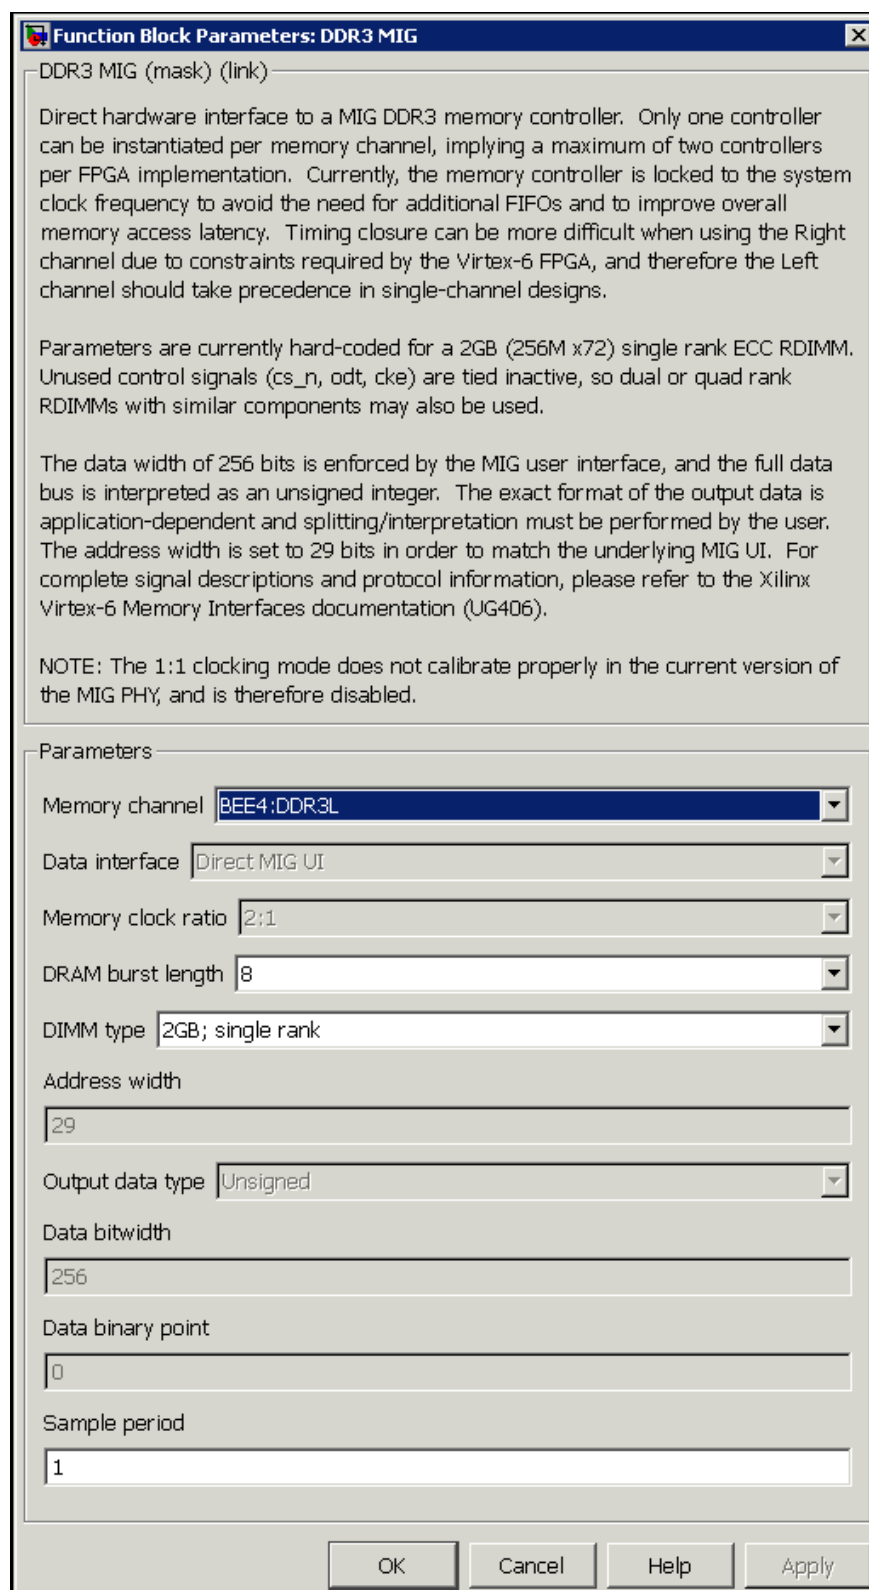 Function Block Parameters: DDR3 MIG
DDR3 MIG (mask) (link)
Direct hardware interface to a MIG DDR3 memory controller.  Only one controller
can be instantiated per memory channel, implying a maximum of two controllers
per FPGA implementation.  Currently, the memory controller is locked to the system
clock frequency to avoid the need for additional FIFOs and to improve overall
memory access latency.  Timing closure can be more difficult when using the Right
channel due to constraints required by the Virtex-6 FPGA, and therefore the Left
channel should take precedence in single-channel designs.
Parameters are currently hard-coded for a 2GB (256M x72) single rank ECC RDIMM.
Unused control signals (cs_n, odt, cke) are tied inactive, so dual or quad rank
RDIMMs with similar components may also be used.
The data width of 256 bits is enforced by the MIG user interface, and the full data
bus is interpreted as an unsigned integer.  The exact format of the output data is
application-dependent and splitting/interpretation must be performed by the user.
The address width is set to 29 bits in order to match the underlying MIG UI.  For
complete signal descriptions and protocol information, please refer to the Xilinx
Virtex-6 Memory Interfaces documentation (UG406).
NOTE: The 1:1 clocking mode does not calibrate properly in the current version of
the MIG PHY, and is therefore disabled.
Parameters
Memory channel BEE4:DDR3L
Data interface Direct MIG UI
Memory clock ratio 2:1
DRAM burst length 8
DIMM type 2GB; single rank
Address width
29
Output data type Unsigned
Data bitwidth
256
Data binary point
0
Sample period
1
OK Cancel Help Apply